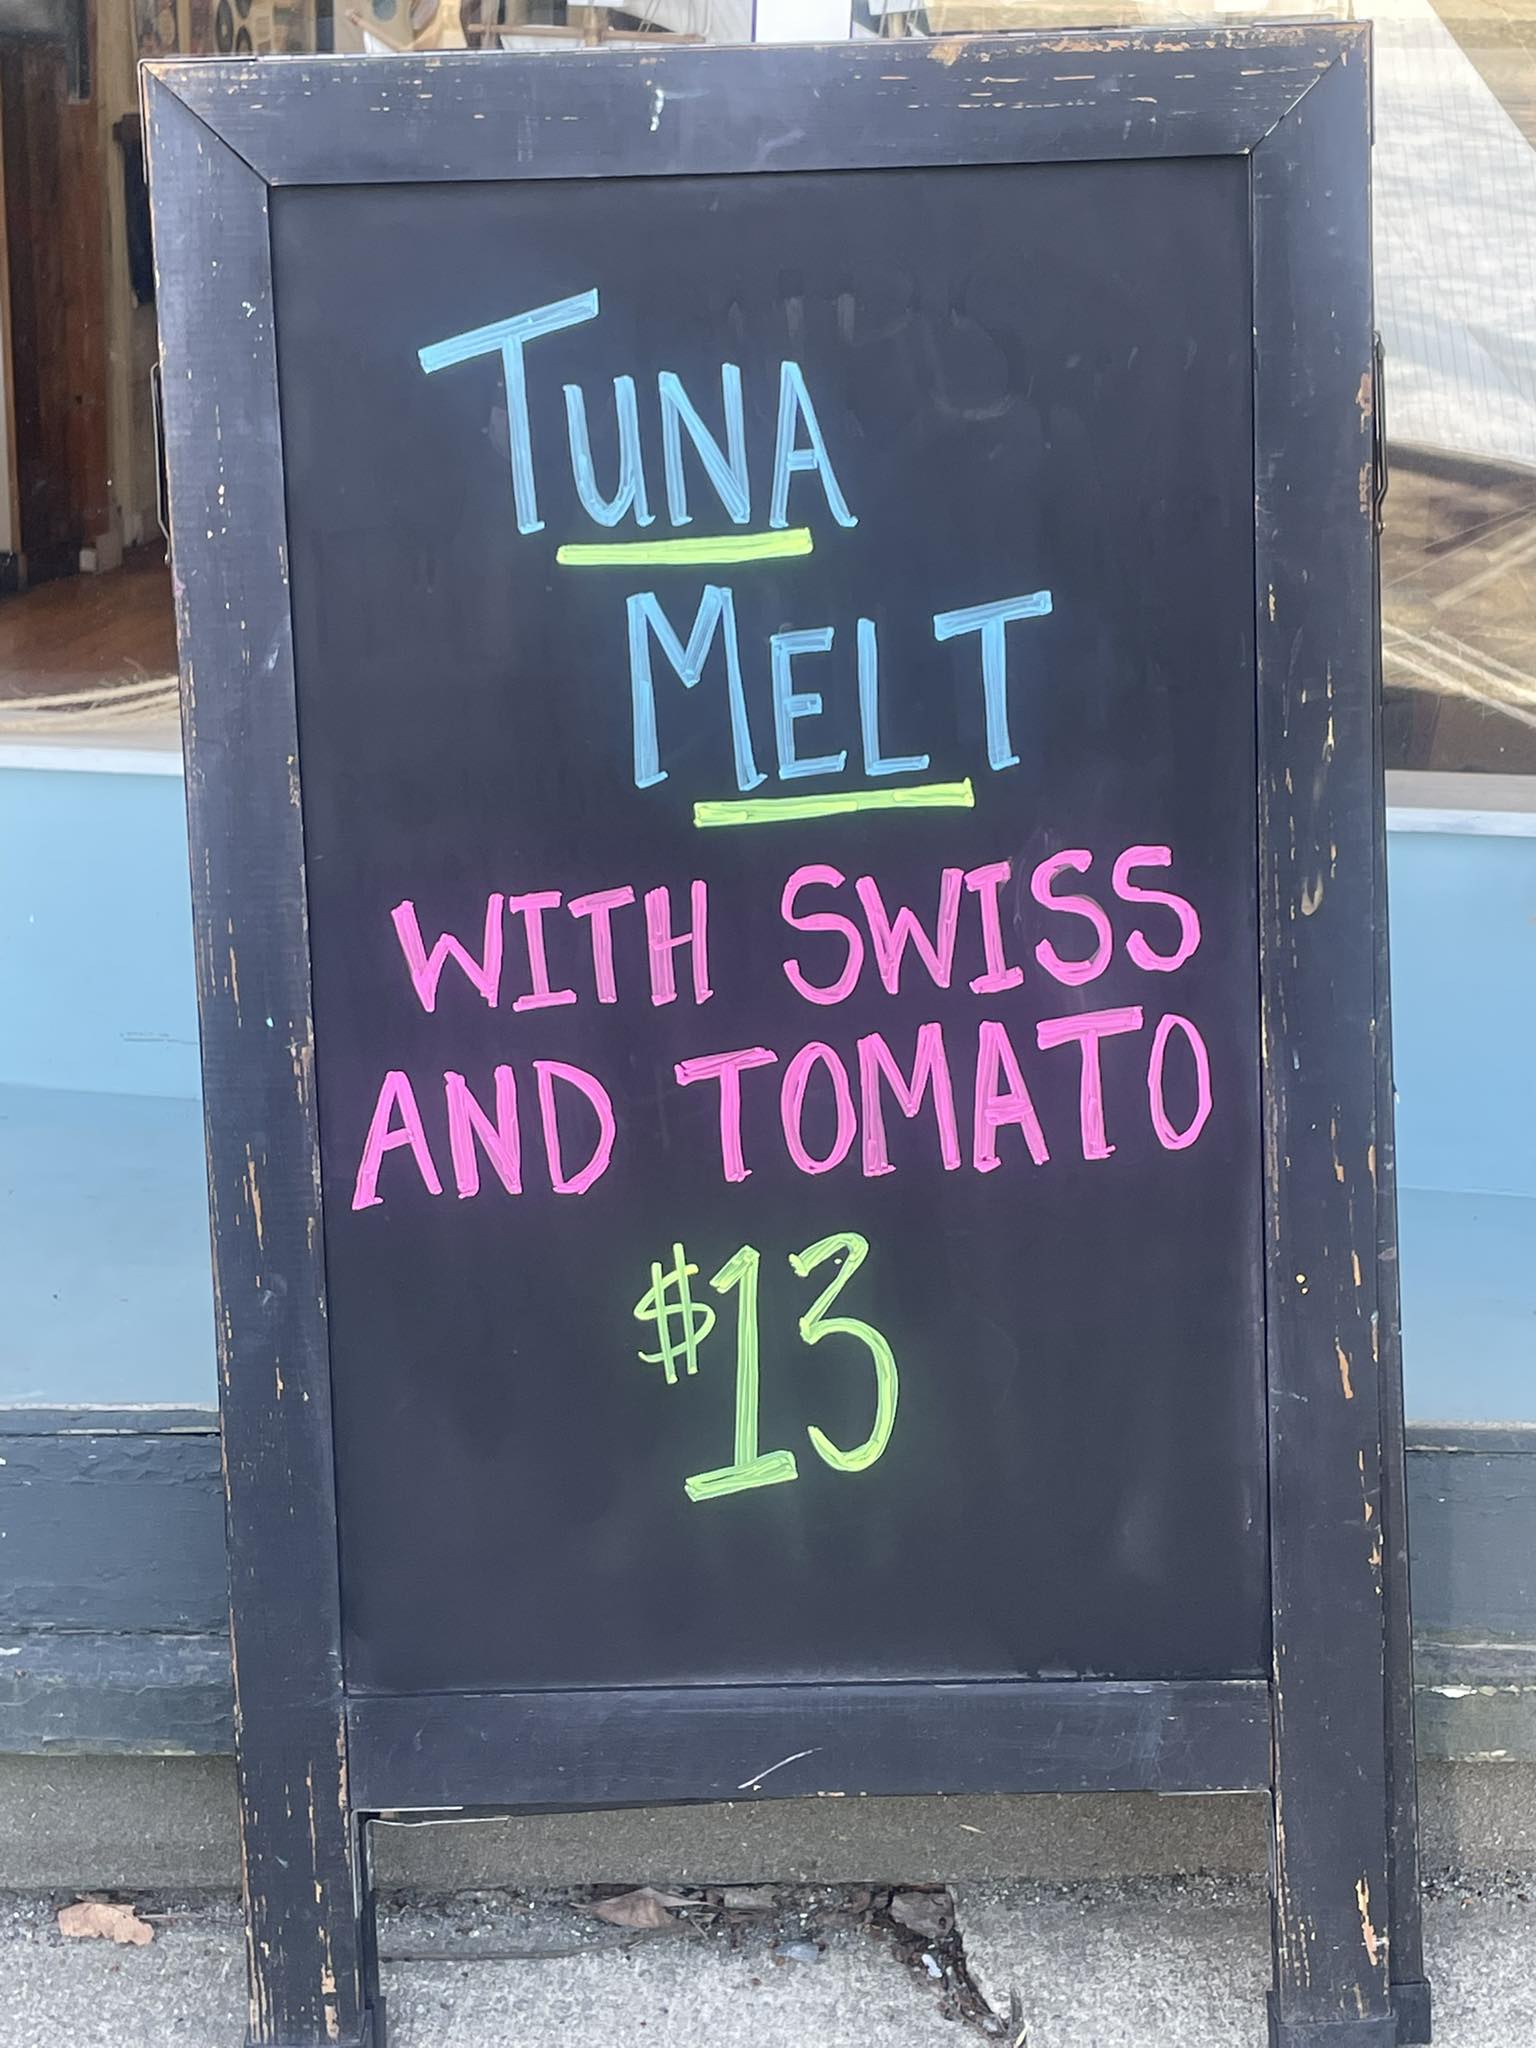 TUNA
MELT
WITH SWISS
AND TOMATO
$13